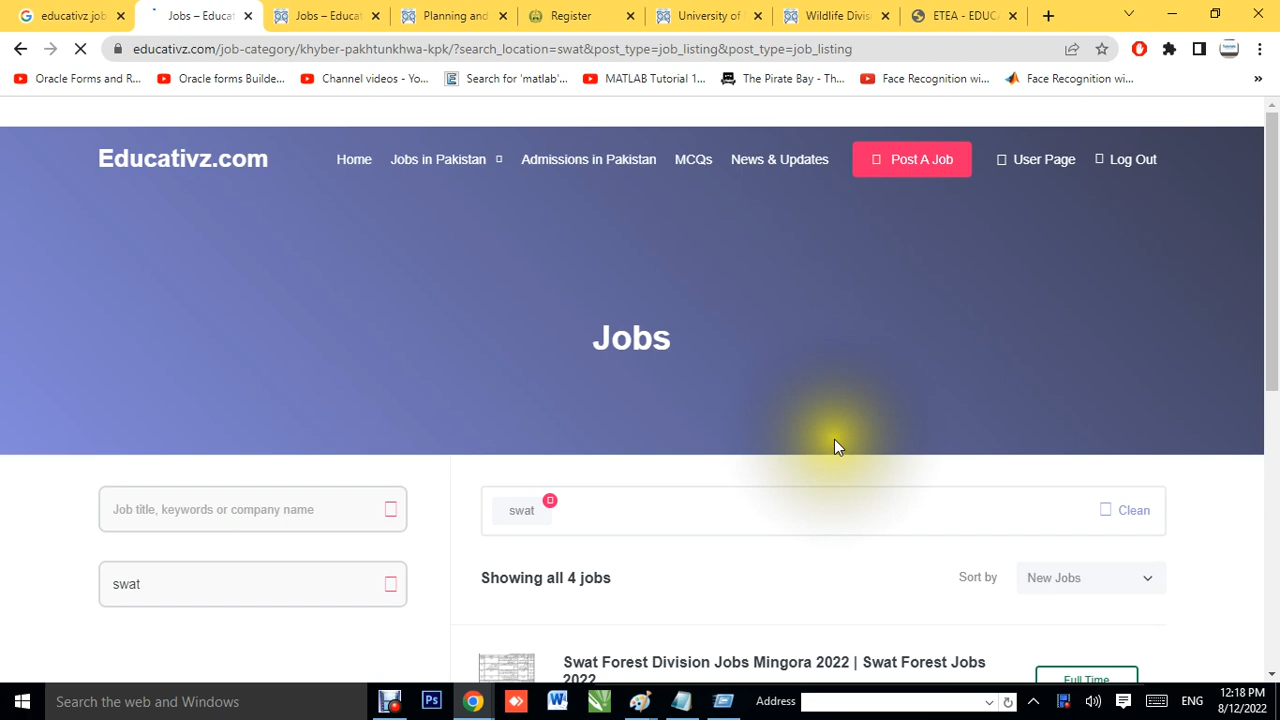 educativz job
Jobs – Educat
Jobs – Educat
Planning and
Register
University of
Wildlife Divis
ETEA - EDUC
educativz.com/job-category/khyber-pakhtunkhwa-kpk/?search_location=swat&post_type=job_listing&post_type=job_listing
Oracle Forms and R...
Oracle forms Builde...
Channel videos - Yo...
Search for 'matlab'...
MATLAB Tutorial 1...
The Pirate Bay - Th...
Face Recognition wi...
Face Recognition wi...
»
Educativz.com
Home
Jobs in Pakistan
Admissions in Pakistan
MCQs
News & Updates
Post A Job
User Page
Log Out
Jobs
Job title, keywords or company name
swat
swat
Clean
Showing all 4 jobs
Sort by
New Jobs
Swat Forest Division Jobs Mingora 2022 | Swat Forest Jobs
2022
Full Time
Search the web and Windows
Address
ENG
12:18 PM
8/12/2022